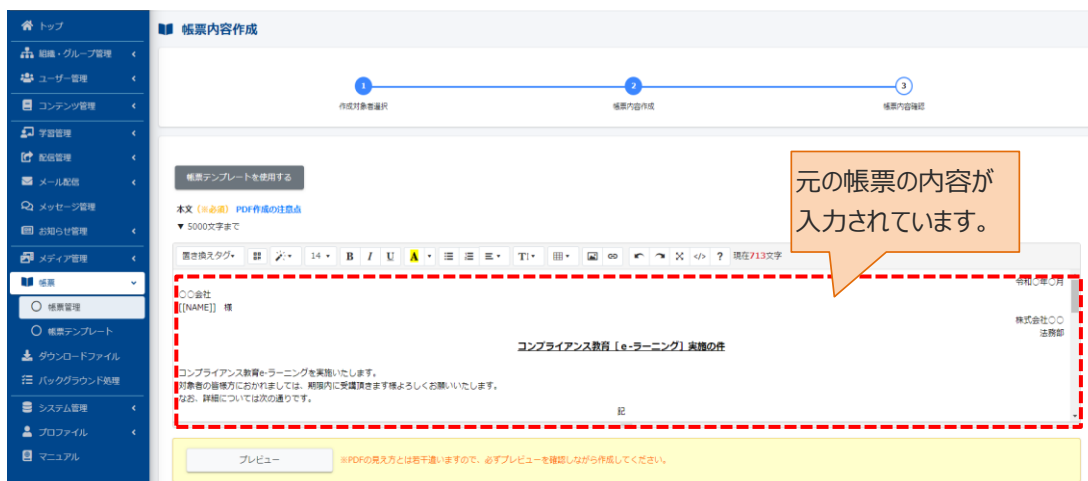 トップ
組織・グループ管理
ユーザー管理
コンテンツ管理
学習管理
配信管理
メール配信
メッセージ管理
お知らせ管理
メディア管理
帳票
帳票管理
帳票テンプレート
ダウンロードファイル
バックグラウンド処理
システム管理
プロファイル
マニュアル
帳票内容作成
1
2
3
作成対象者選択
帳票内容作成
帳票内容確認
帳票テンプレートを使用する
元の帳票の内容が
入力されています。
本文 (※必須) PDF作成の注意点
▼ 5000文字まで
置き換えタグ 14 B I U A T </> ? 現在713文字
令和〇年〇月
〇〇会社
[[NAME]] 様
株式会社〇〇
法務部
コンプライアンス教育［e-ラーニング］実施の件
コンプライアンス教育e-ラーニングを実施いたします。
対象者の皆様方におかれましては、期限内に受講頂きます様よろしくお願いいたします。
なお、詳細については次の通りです。
記
プレビュー
※PDFの見え方とは若干違いますので、必ずプレビューを確認しながら作成してください。